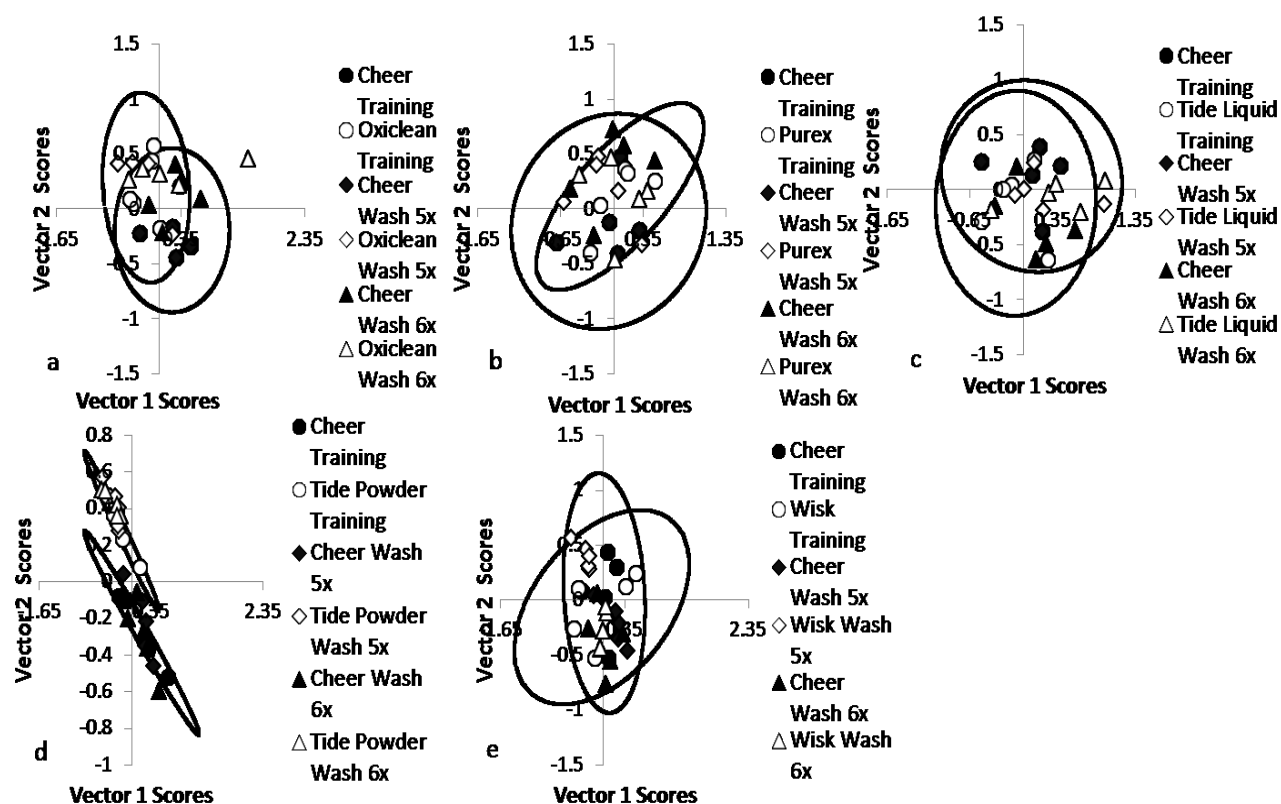 1.5
1
0.5
0.5
-1
-1.5
1.65
0.35
2.35
Vector 2 Scores
Vector 1 Scores
a
Cheer
Training
Oxiclean
Training
Cheer
Wash 5x
Oxiclean
Wash 5x
Cheer
Wash 6x
Oxiclean
Wash 6x
1.5
1
0.5
0.5
-1
-1.5
1.65
0.65
0.35
1.35
Vector 2 Scores
Vector 1 Scores
b
Cheer
Training
Purex
Training
Cheer
Wash 5x
Purex
Wash 5x
Cheer
Wash 6x
Purex
Wash 6x
1.5
1
0.5
0.5
-1
-1.5
1.65
-0.65
0.35
1.35
Vector 2 Scores
Vector 1 Scores
c
Cheer
Training
Tide Liquid
Training
Cheer
Wash 5x
Tide Liquid
Wash 5x
Cheer
Wash 6x
Tide Liquid
Wash 6x
0.8
0.6
0.4
0.2
0
-0.2
-0.4
-0.6
-0.8
-1
1.65
2.35
Vector 2 Scores
Vector 1 Scores
d
Cheer
Training
Tide Powder
Training
Cheer Wash
5x
Tide Powder
Wash 5x
Cheer Wash
6x
Tide Powder
Wash 6x
1.5
1
0.5
-1
-1.5
1.65
0.35
2.35
Vector 2 Scores
Vector 1 Scores
e
Cheer
Training
Wisk
Training
Cheer
Wash 5x
Wisk Wash
5x
Cheer
Wash 6x
Wisk Wash
6x